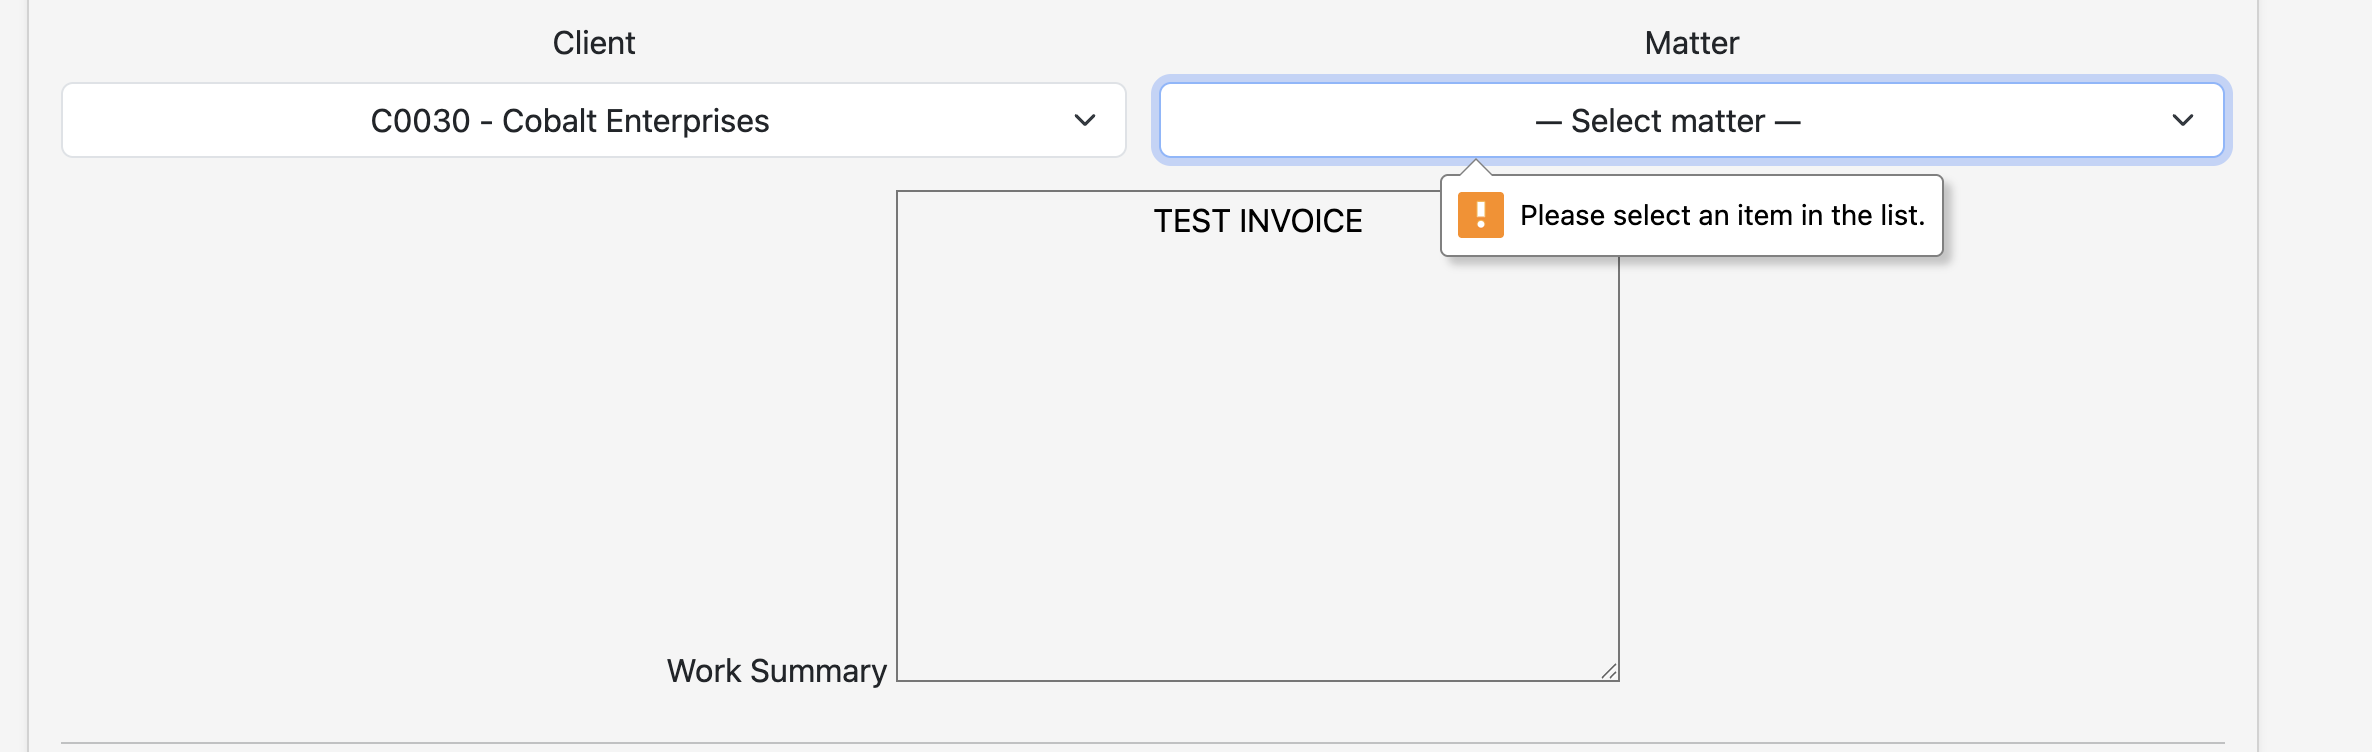 Client
Matter
C0030 - Cobalt Enterprises
— Select matter —
Please select an item in the list.
TEST INVOICE
Work Summary